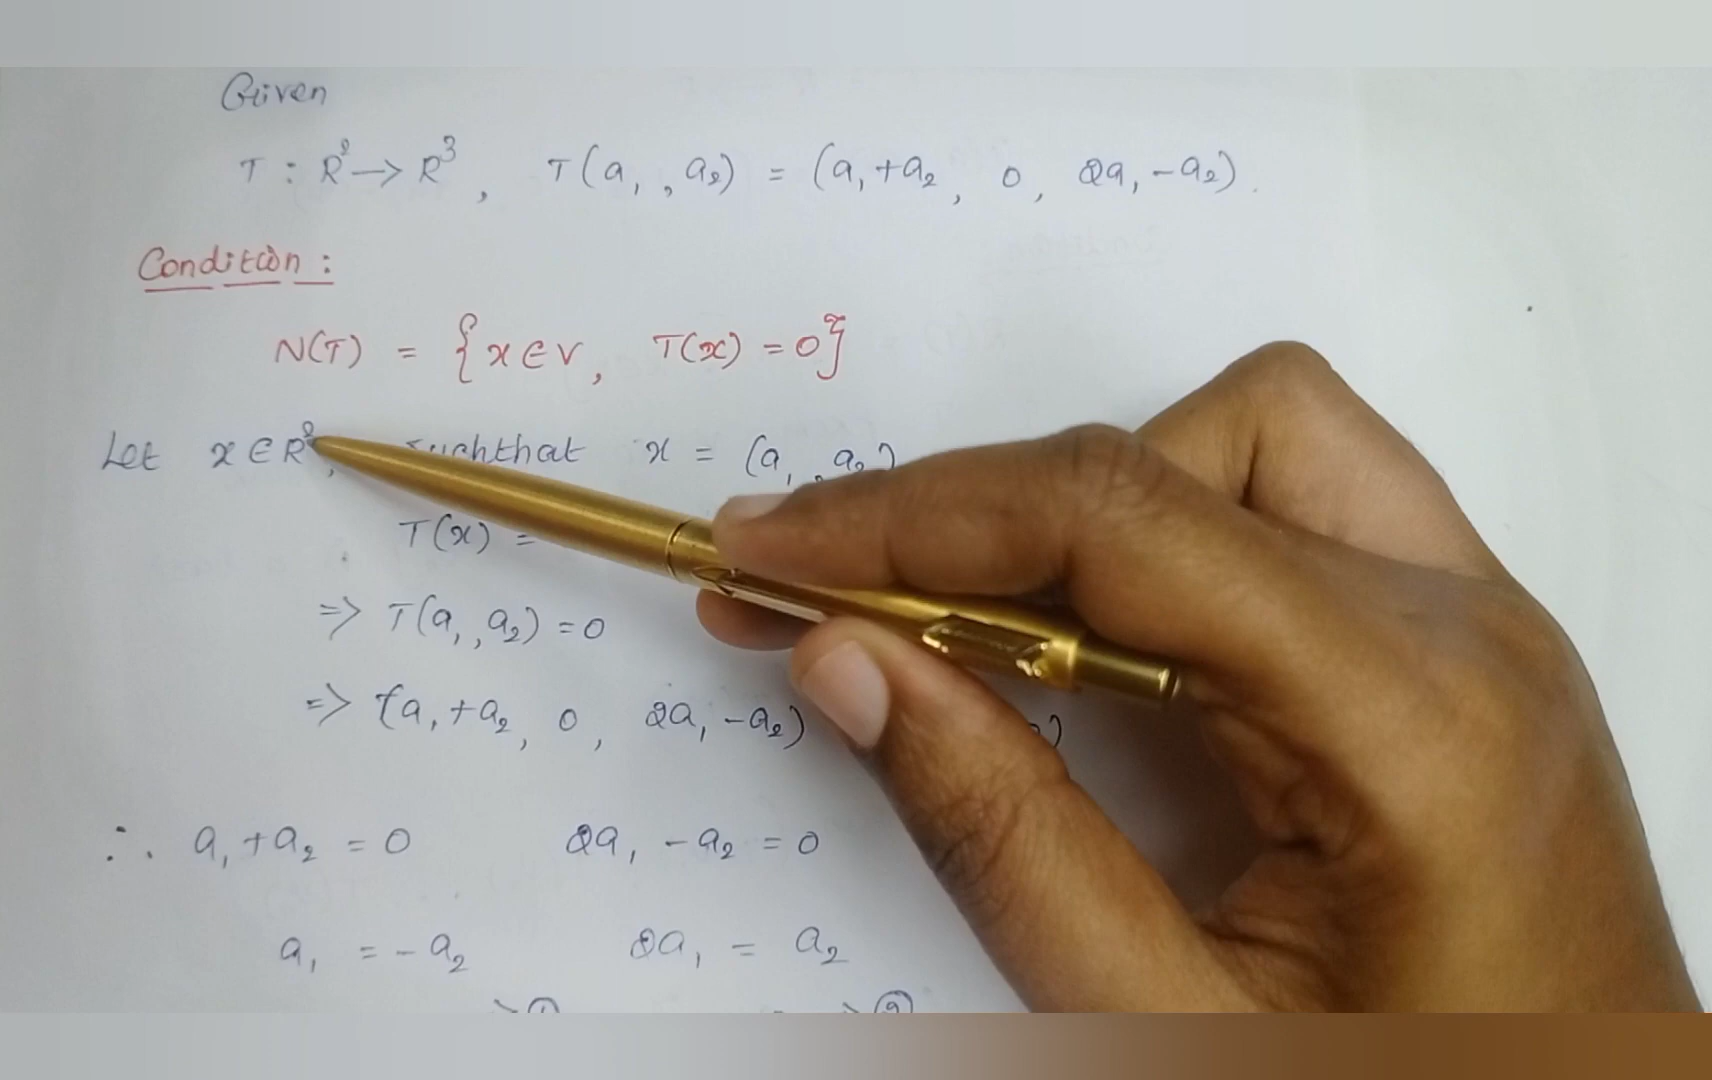 Given
T : R² → R³, T(a₁, a₂) = (a₁+a₂, 0, 2a₁-a₂).
Condition :
N(T) = {x∈V, T(x) = 0}
Let x∈R², such that x = (a₁, a₂)
T(x) =
⇒ T(a₁, a₂) = 0
⇒ (a₁+a₂, 0, 2a₁-a₂) )
∴ a₁+a₂ = 0 2a₁-a₂ = 0
a₁ = -a₂ 2a₁ = a₂